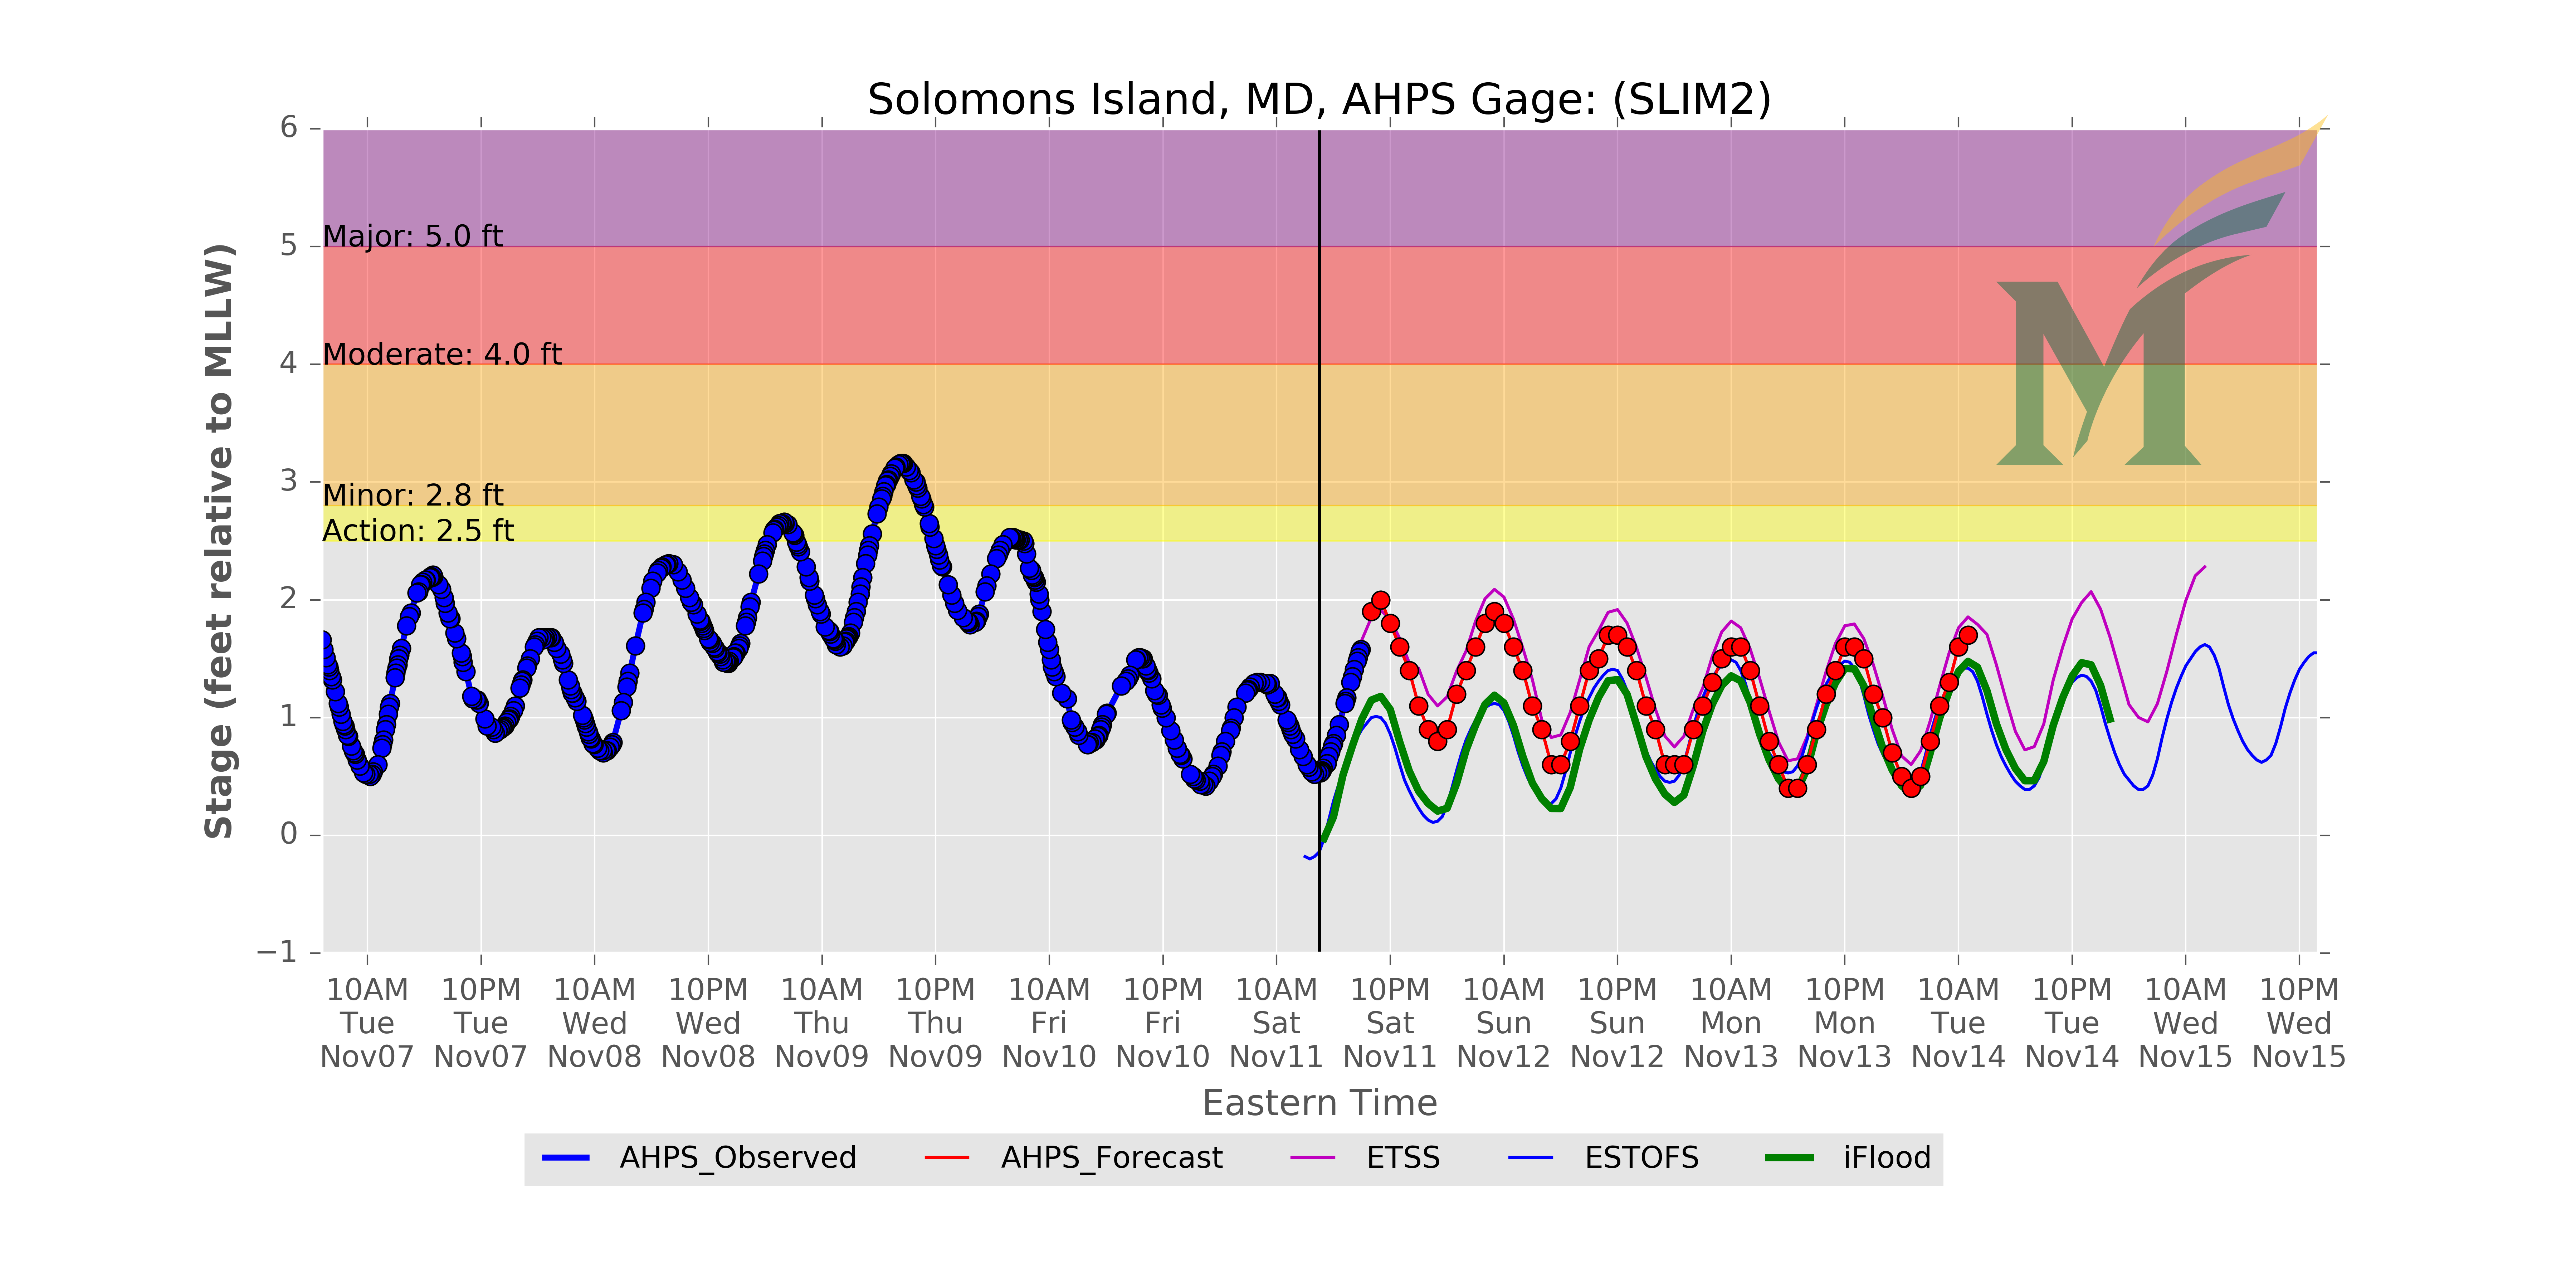 Solomons Island, MD, AHPS Gage: (SLIM2)
Stage (feet relative to MLLW)
6
5
4
3
2
1
0
−1
Major: 5.0 ft
Moderate: 4.0 ft
Minor: 2.8 ft
Action: 2.5 ft
M
10AM 10PM 10AM 10PM 10AM 10PM 10AM 10PM 10AM 10PM 10AM 10PM 10AM 10PM 10AM 10PM 10AM 10PM
Tue Tue Wed Wed Thu Thu Fri Fri Sat Sat Sun Sun Mon Mon Tue Tue Wed Wed
Nov07 Nov07 Nov08 Nov08 Nov09 Nov09 Nov10 Nov10 Nov11 Nov11 Nov12 Nov12 Nov13 Nov13 Nov14 Nov14 Nov15 Nov15
Eastern Time
AHPS_Observed AHPS_Forecast ETSS ESTOFS iFlood